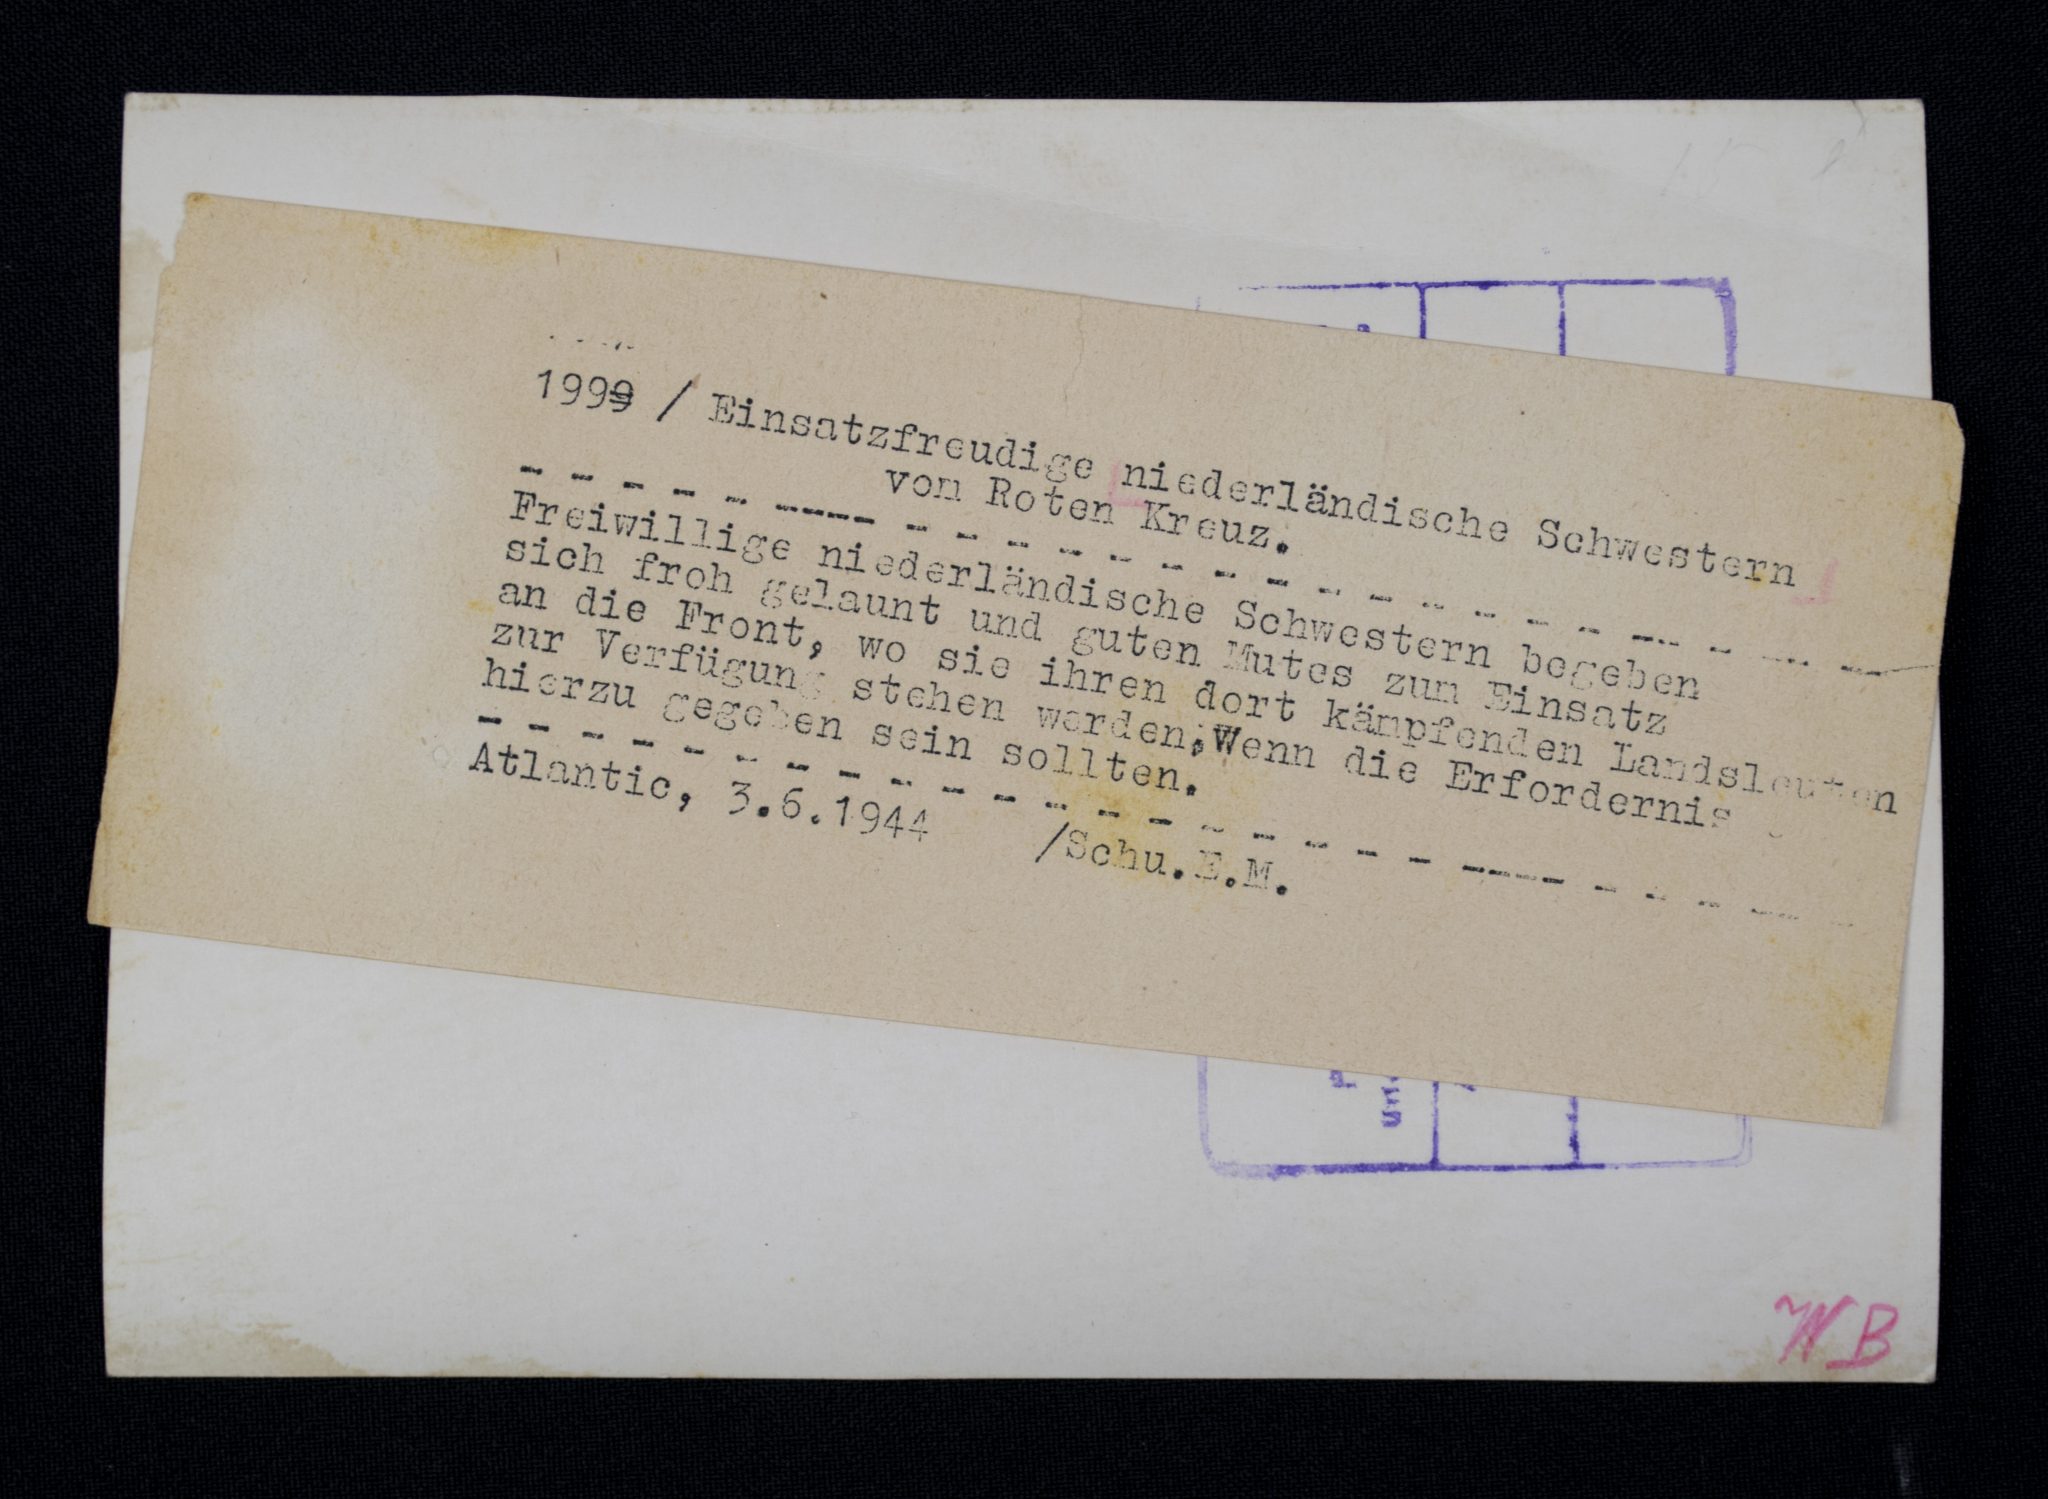 1999 / Einsatzfreudige niederländische Schwestern
vom Roten Kreuz.
Freiwillige niederländische Schwestern begeben
sich froh gelaunt und guten Mutes zum Einsatz
an die Front, wo sie ihren dort kämpfenden Landsleuten
zur Verfügung stehen werden, Wenn die Erfordernis
hierzu gegeben sein sollten.
Atlantic, 3.6.1944 /Schu.E.M.
WB